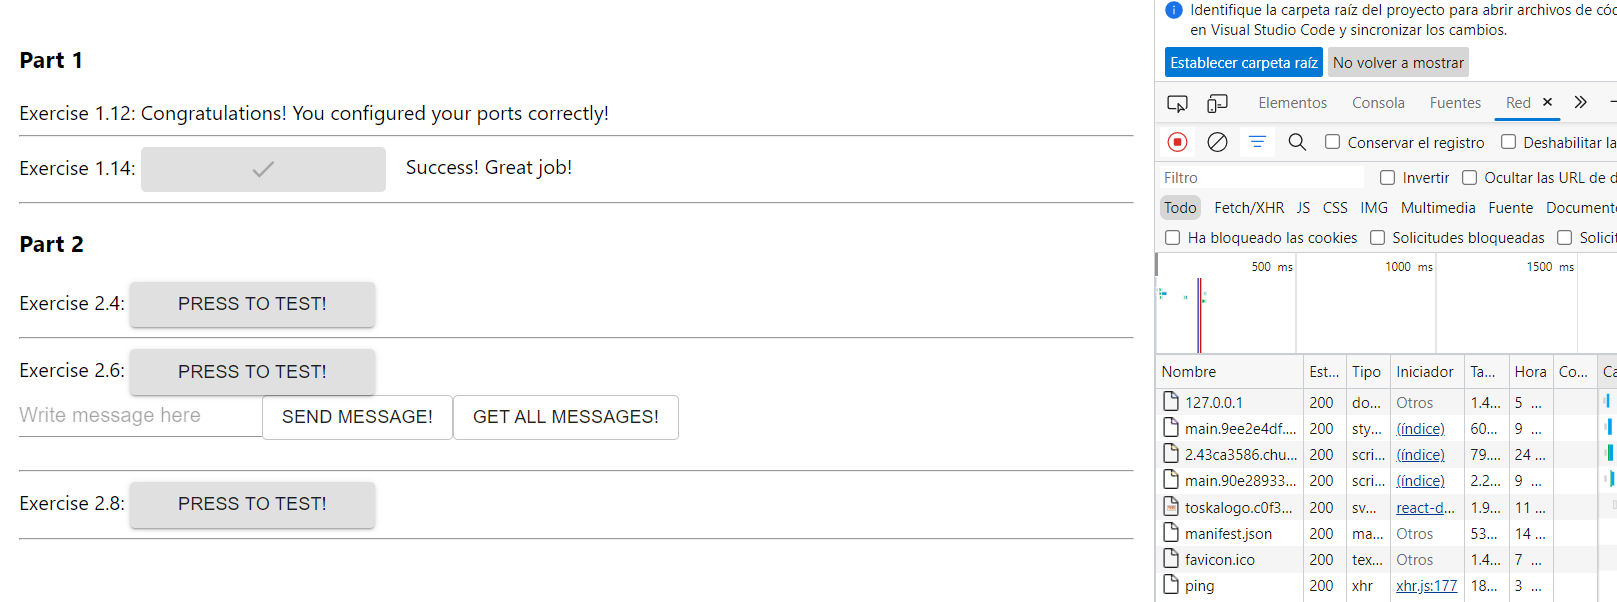 Part 1
Exercise 1.12: Congratulations! You configured your ports correctly!
Exercise 1.14: Success! Great job!
Part 2
Exercise 2.4: PRESS TO TEST!
Exercise 2.6: PRESS TO TEST!
Write message here SEND MESSAGE! GET ALL MESSAGES!
Exercise 2.8: PRESS TO TEST!
Identifique la carpeta raíz del proyecto para abrir archivos de
en Visual Studio Code y sincronizar los cambios.
Establecer carpeta raíz No volver a mostrar
Elementos Consola Fuentes Red
Conservar el registro Deshabilitar la
Filtro Invertir Ocultar las URL de
Todo Fetch/XHR JS CSS IMG Multimedia Fuente Document
Ha bloqueado las cookies Solicitudes bloqueadas Solici
500 ms 1000 ms 1500 ms
Nombre Est... Tipo Iniciador Ta... Hora Co... Ca
127.0.0.1 200 do... Otros 1.4... 5 ...
main.9ee2e4df.... 200 sty... (índice) 60... 9 ...
2.43ca3586.chu... 200 scri... (índice) 79.... 24 ...
main.90e28933... 200 scri... (índice) 2.2... 9 ...
toskalogo.c0f3... 200 sv... react-d... 1.9... 11 ...
manifest.json 200 ma... Otros 53... 14 ...
favicon.ico 200 tex... Otros 1.4... 7 ...
ping 200 xhr xhr.js:177 18... 3 ...